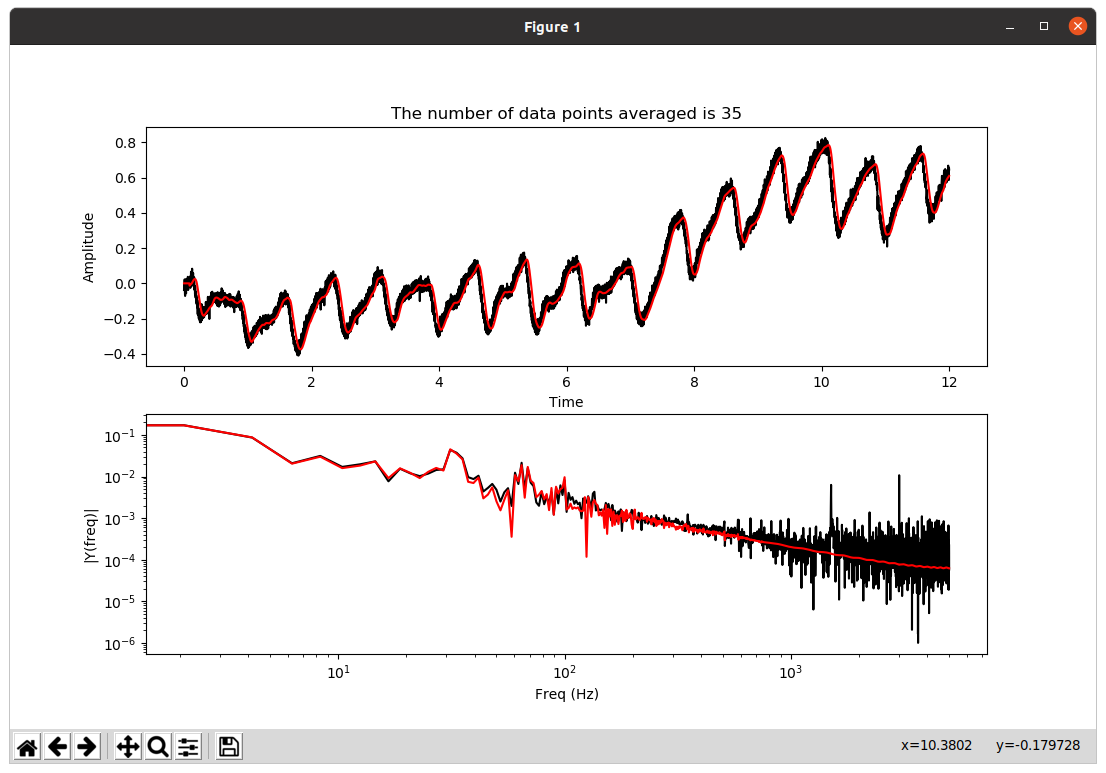 Figure 1
The number of data points averaged is 35
Amplitude
0.8
0.6
0.4
0.2
0.0
−0.2
−0.4
0 2 4 6 8 10 12
Time
|Y(freq)|
10⁻¹
10⁻²
10⁻³
10⁻⁴
10⁻⁵
10⁻⁶
10¹ 10² 10³
Freq (Hz)
x=10.3802 y=-0.179728